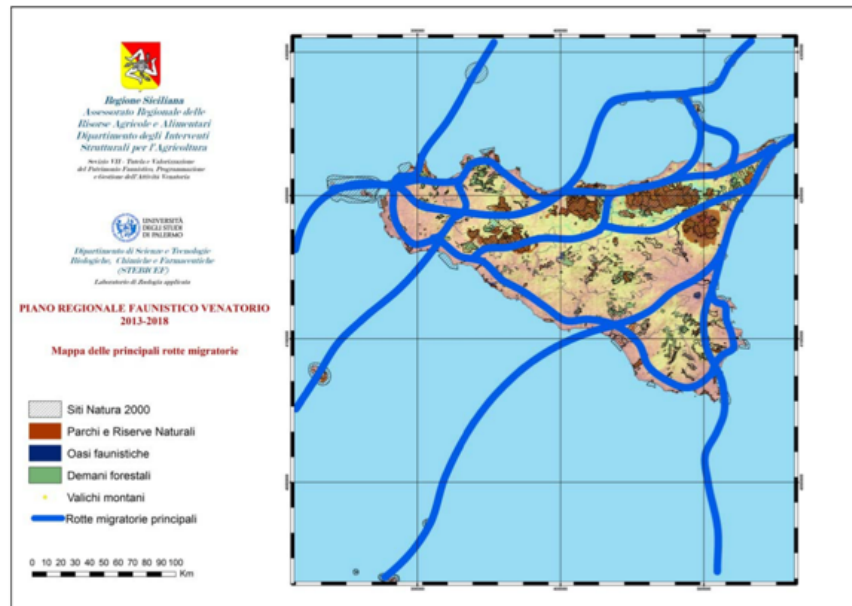 Regione Siciliana
Assessorato Regionale delle
Risorse Agricole e Alimentari
Dipartimento degli Interventi
Strutturali per l'Agricoltura
Servizio VII - Tutela e Valorizzazione
del Patrimonio Faunistico, Programmazione
e Gestione dell'Attività Venatoria
UNIVERSITÀ
DEGLI STUDI
DI PALERMO
Dipartimento di Scienze e Tecnologie
Biologiche, Chimiche e Farmaceutiche
(STEBICEF)
Laboratorio di Zoologia applicata
PIANO REGIONALE FAUNISTICO VENATORIO
2013-2018
Mappa delle principali rotte migratorie
Siti Natura 2000
Parchi e Riserve Naturali
Oasi faunistiche
Demani forestali
Valichi montani
Rotte migratorie principali
0 10 20 30 40 50 60 70 80 90 100
Km